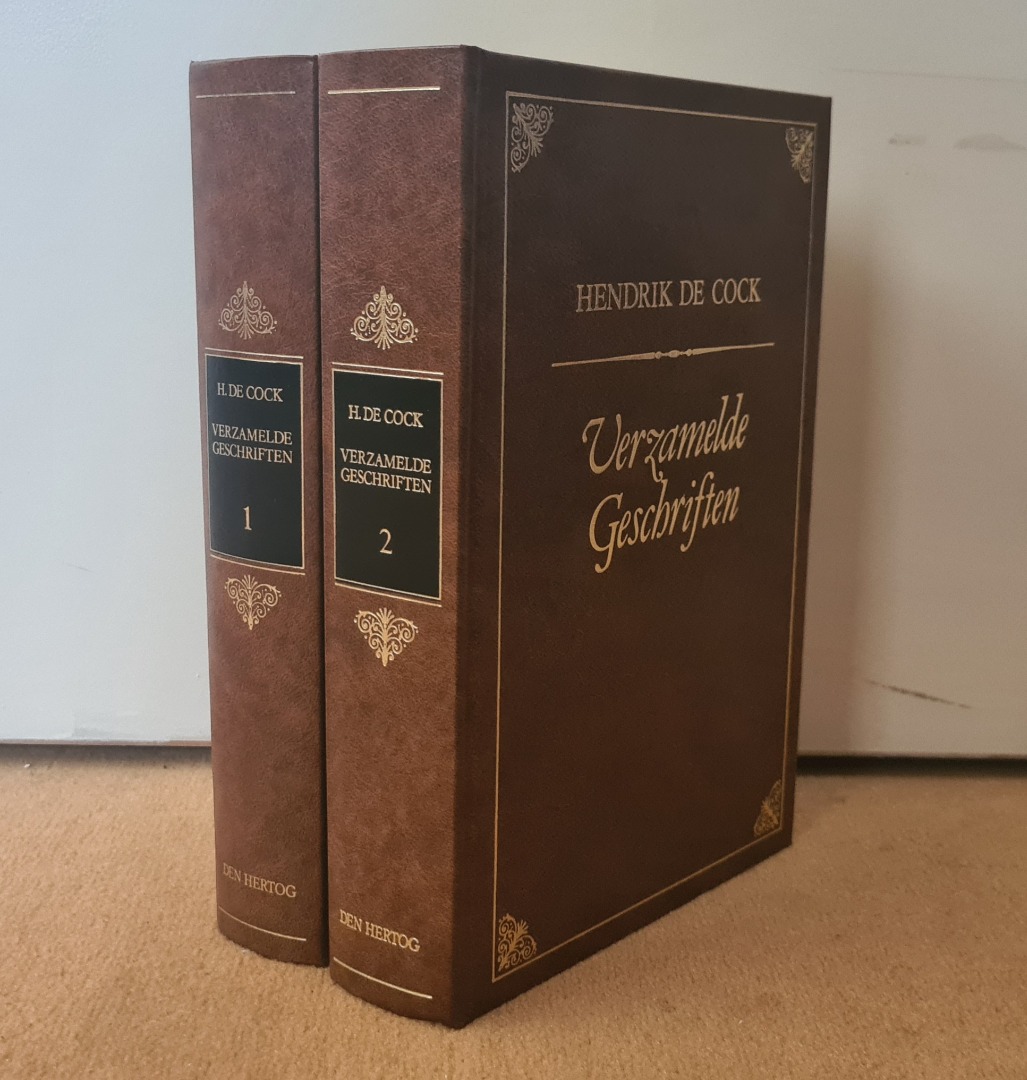 H. DE COCK
VERZAMELDE
GESCHRIFTEN
1
DEN HERTOG
H. DE COCK
VERZAMELDE
GESCHRIFTEN
2
DEN HERTOG
HENDRIK DE COCK
Verzamelde
Geschriften